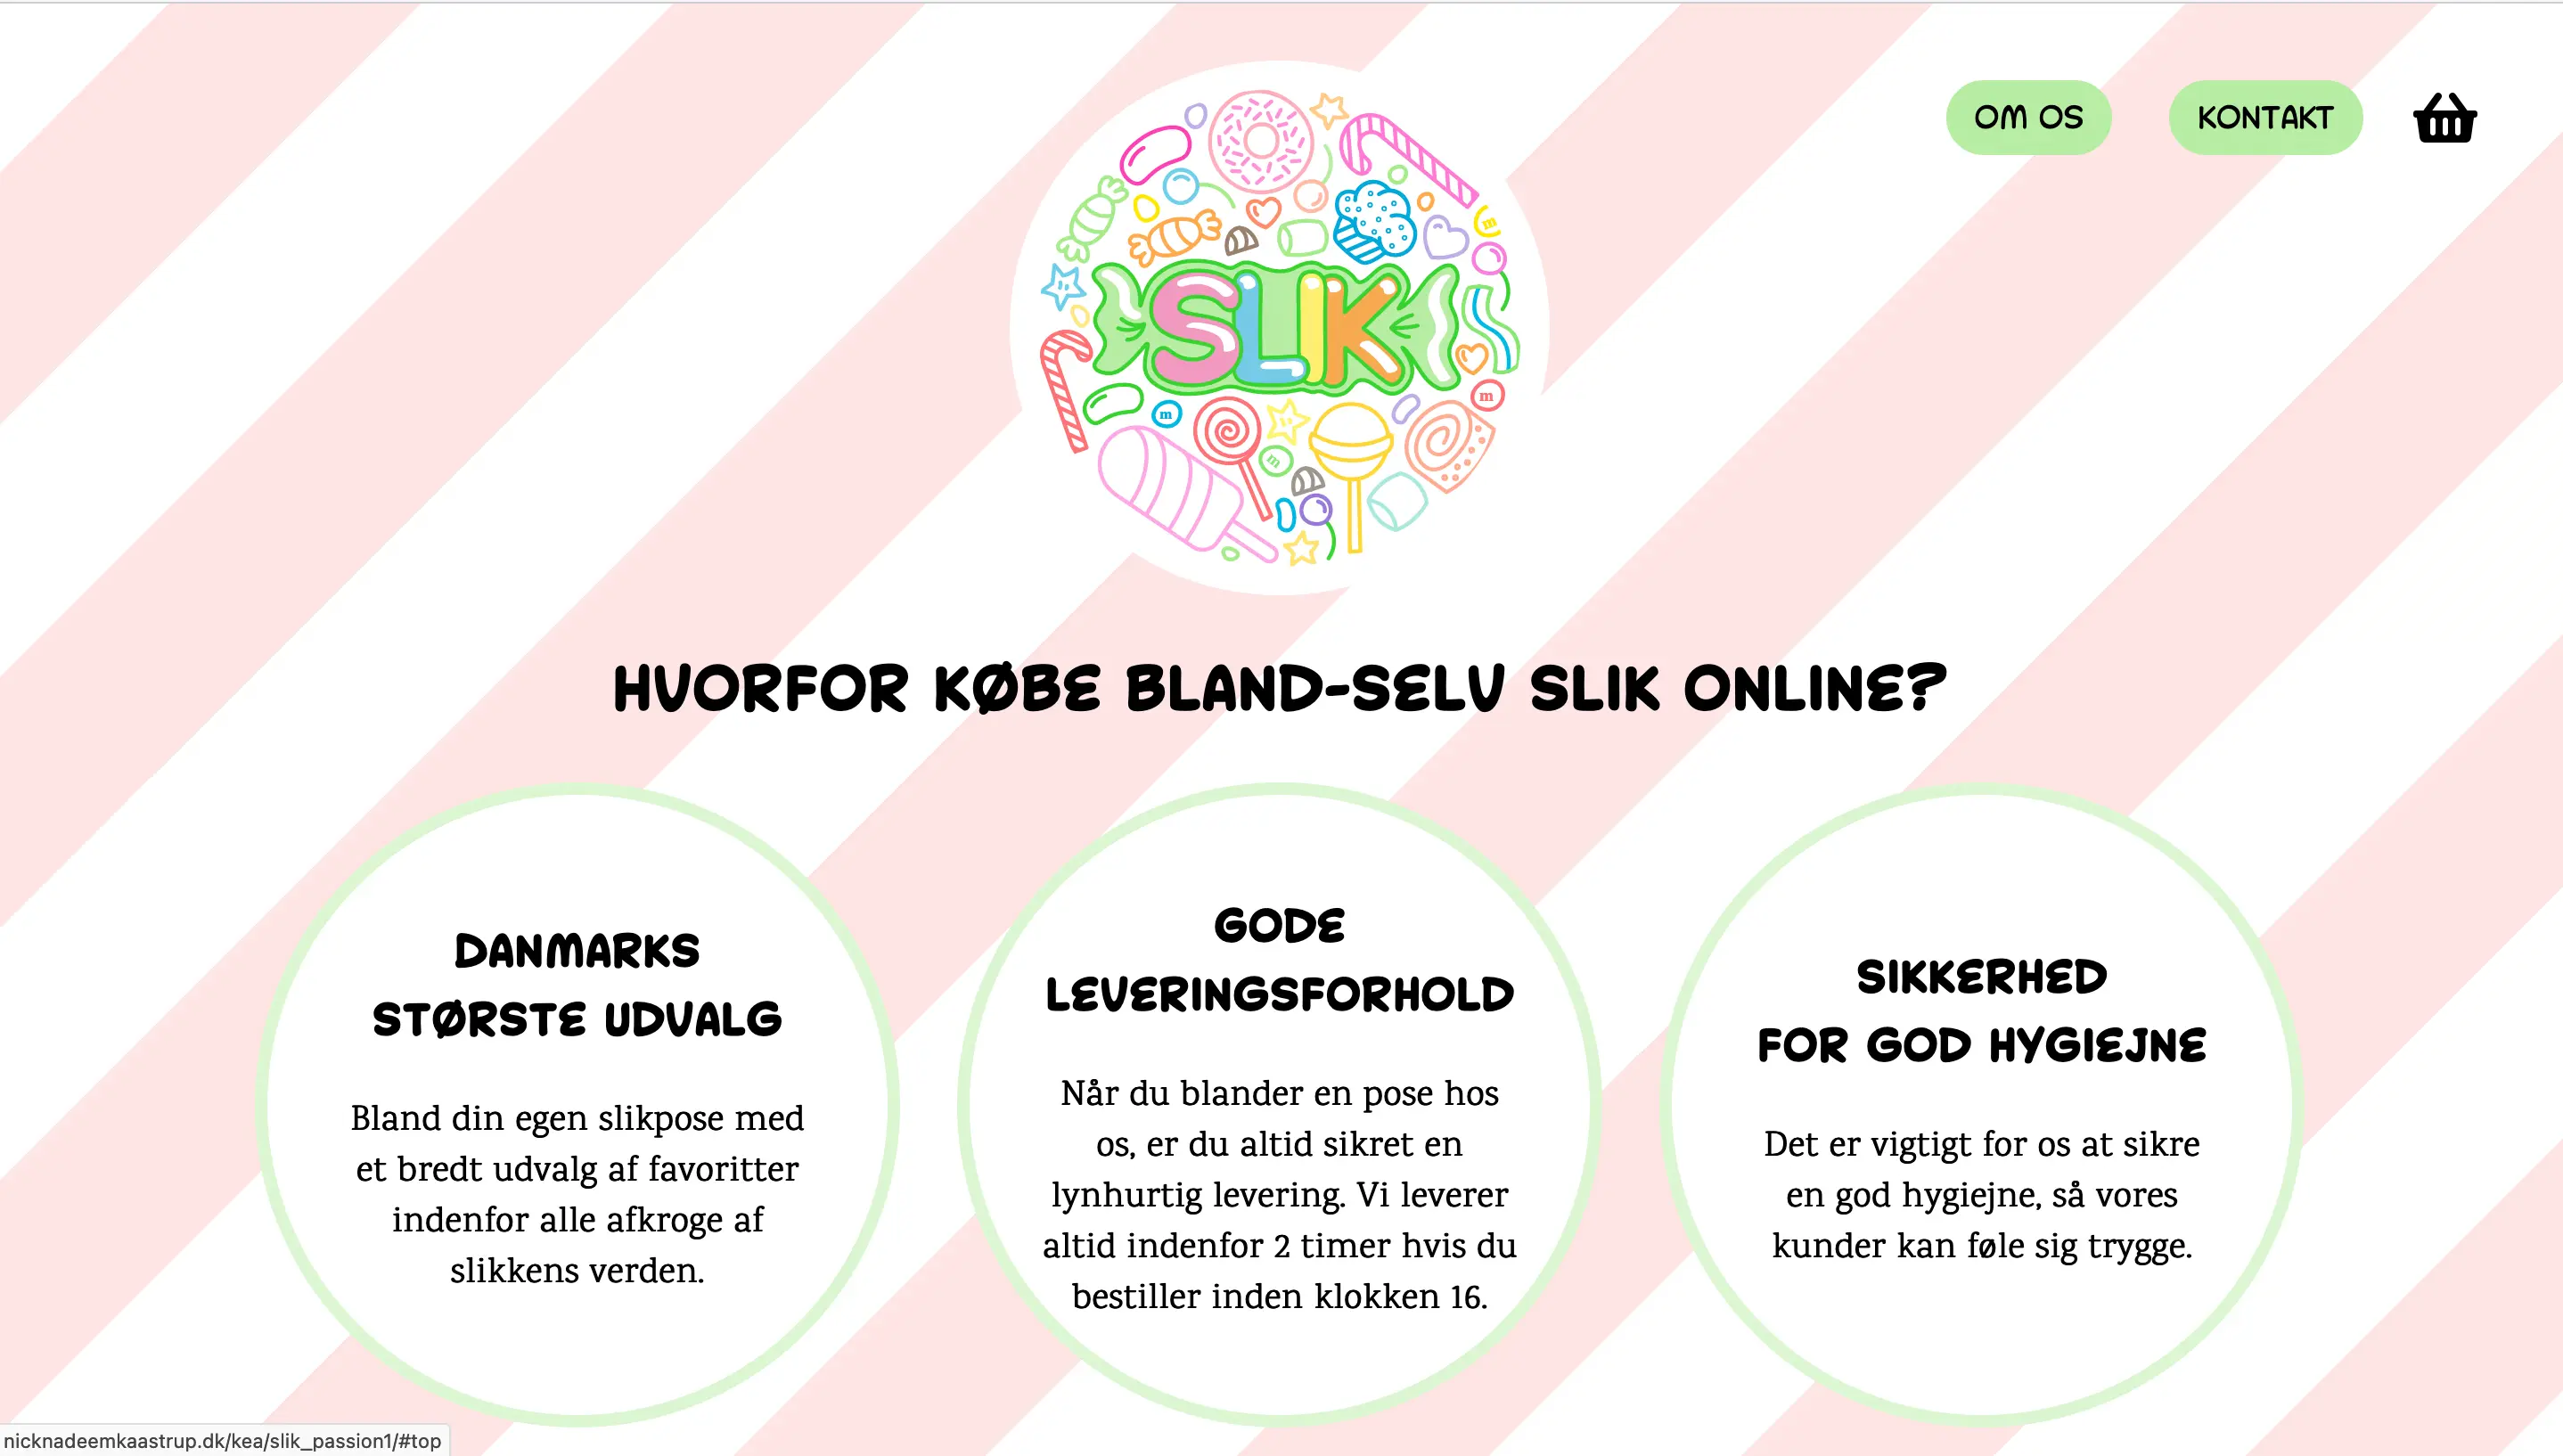 OM OS
KONTAKT
SLIK
m
m
m
m
HVORFOR KØBE BLAND-SELV SLIK ONLINE?
DANMARKS
STØRSTE UDVALG
Bland din egen slikpose med
et bredt udvalg af favoritter
indenfor alle afkroge af
slikkens verden.
GODE
LEVERINGSFORHOLD
Når du blander en pose hos
os, er du altid sikret en
lynhurtig levering. Vi leverer
altid indenfor 2 timer hvis du
bestiller inden klokken 16.
SIKKERHED
FOR GOD HYGIEJNE
Det er vigtigt for os at sikre
en god hygiejne, så vores
kunder kan føle sig trygge.
nicknadeemkaastrup.dk/kea/slik_passion1/#top